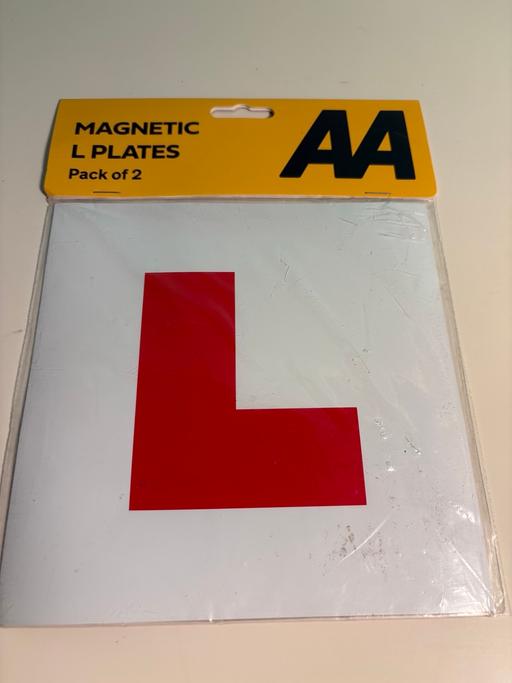 MAGNETIC
L PLATES
Pack of 2
AA
L